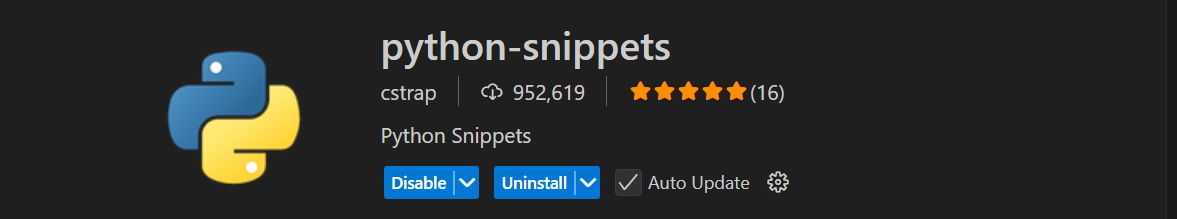 python-snippets
cstrap 952,619 (16)
Python Snippets
Disable Uninstall Auto Update